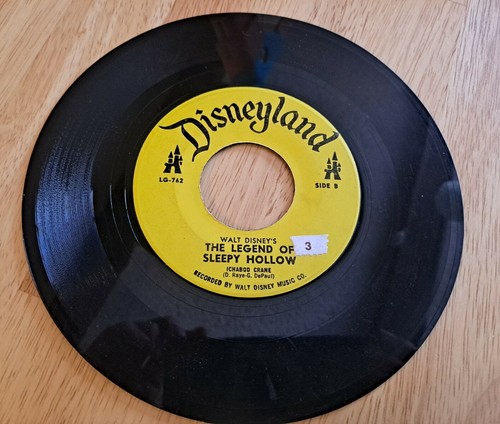 Disneyland
LG-762
SIDE B
WALT DISNEY'S
THE LEGEND OF
SLEEPY HOLLOW
3
ICHABOD CRANE
(D. Raye-G. DePaul)
RECORDED BY WALT DISNEY MUSIC CO.